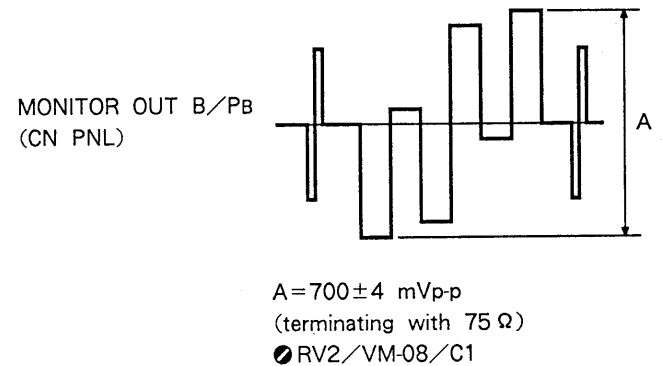 MONITOR OUT B/PB
(CN PNL)
A
A=700±4 mVp-p
(terminating with 75 Ω)
RV2/VM-08/C1